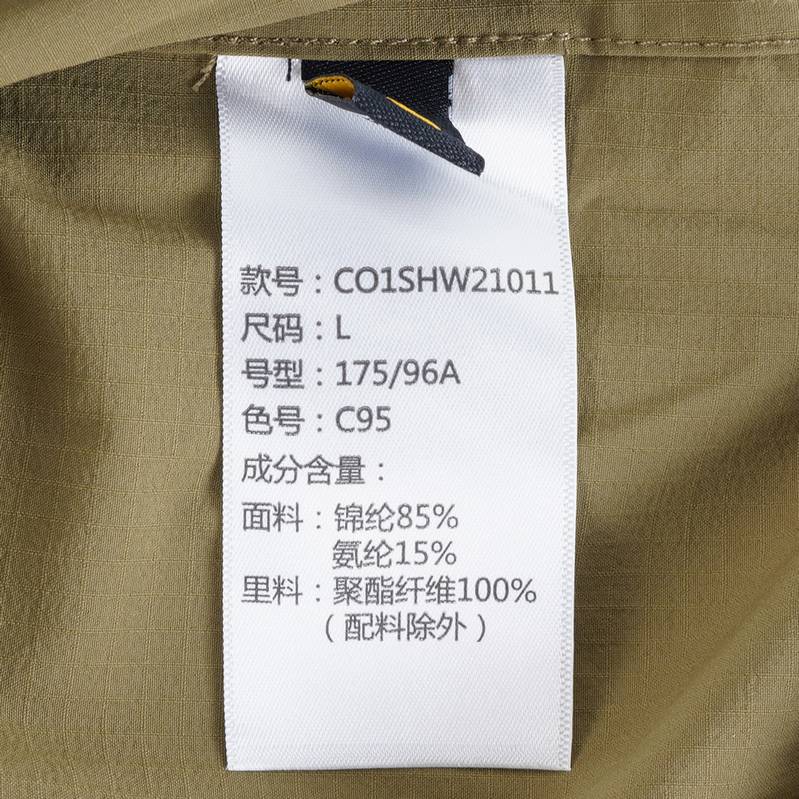 款号：CO1SHW21011
尺码：L
号型：175/96A
色号：C95
成分含量：
面料：锦纶85%
氨纶15%
里料：聚酯纤维100%
（配料除外）